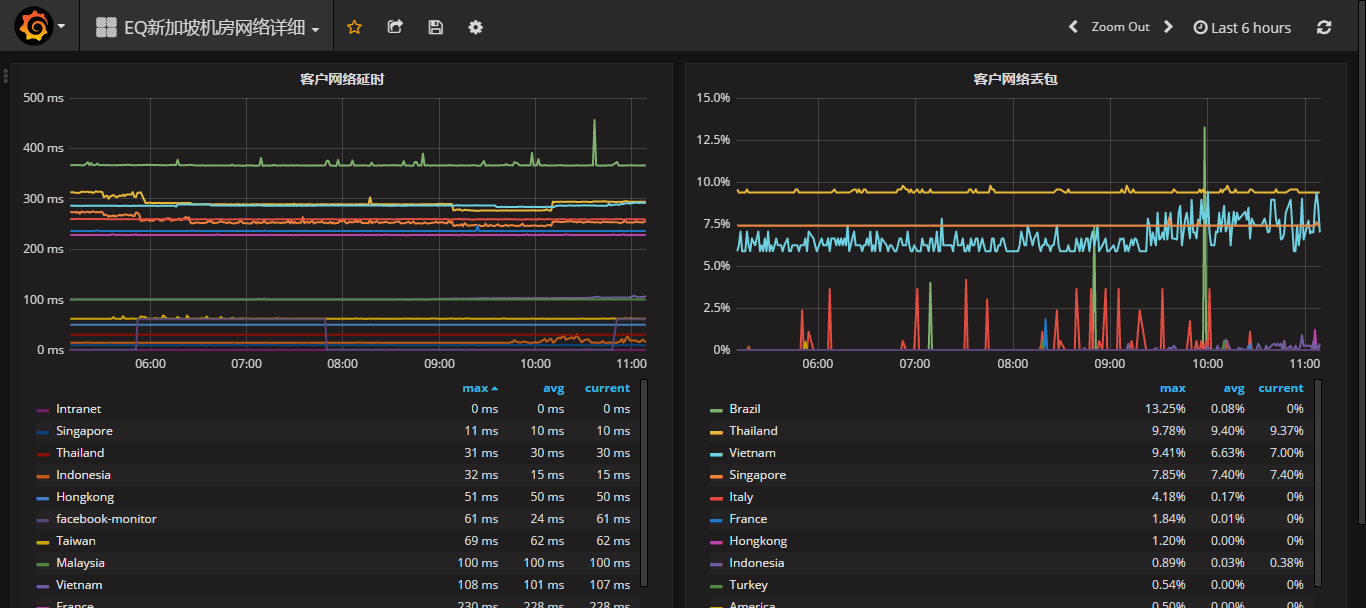 EQ新加坡机房网络详细
Zoom Out
Last 6 hours
客户网络延时
500 ms
400 ms
300 ms
200 ms
100 ms
0 ms
06:00 07:00 08:00 09:00 10:00 11:00
max avg current
Intranet 0 ms 0 ms 0 ms
Singapore 11 ms 10 ms 10 ms
Thailand 31 ms 30 ms 30 ms
Indonesia 32 ms 15 ms 15 ms
Hongkong 51 ms 50 ms 50 ms
facebook-monitor 61 ms 24 ms 61 ms
Taiwan 69 ms 62 ms 62 ms
Malaysia 100 ms 100 ms 100 ms
Vietnam 108 ms 101 ms 107 ms
France 230 ms 228 ms 228 ms
客户网络丢包
15.0%
12.5%
10.0%
7.5%
5.0%
2.5%
0%
06:00 07:00 08:00 09:00 10:00 11:00
max avg current
Brazil 13.25% 0.08% 0%
Thailand 9.78% 9.40% 9.37%
Vietnam 9.41% 6.63% 7.00%
Singapore 7.85% 7.40% 7.40%
Italy 4.18% 0.17% 0%
France 1.84% 0.01% 0%
Hongkong 1.20% 0.00% 0%
Indonesia 0.89% 0.03% 0.38%
Turkey 0.54% 0.00% 0%
America 0.50% 0.00% 0%